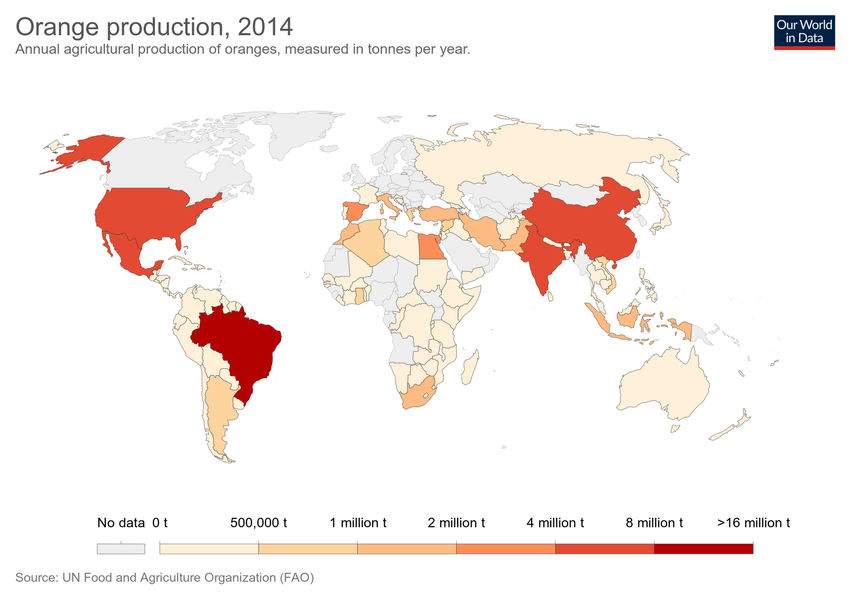 Orange production, 2014
Annual agricultural production of oranges, measured in tonnes per year.
Our World
in Data
No data 0 t 500,000 t 1 million t 2 million t 4 million t 8 million t >16 million t
Source: UN Food and Agriculture Organization (FAO)